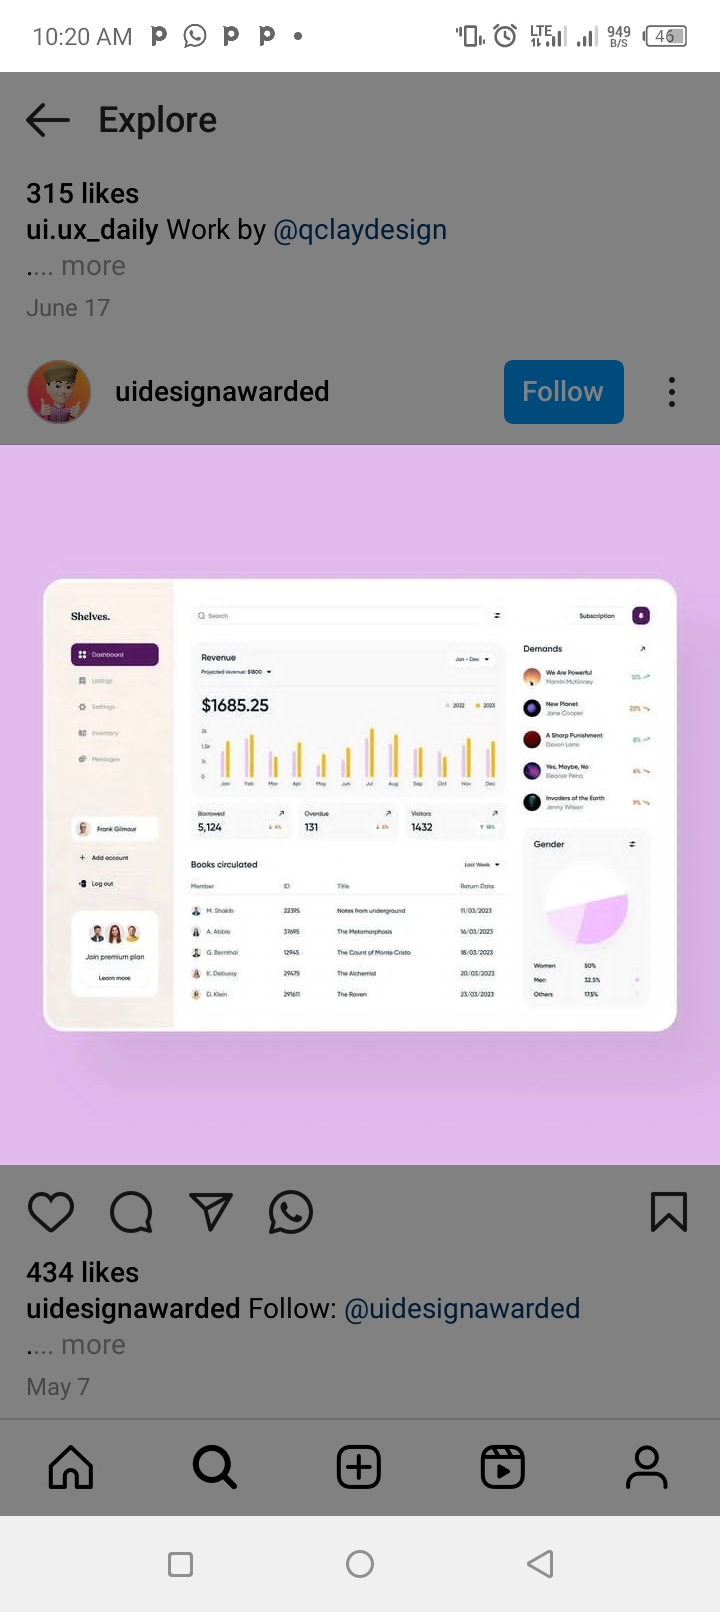 10:20 AM
LTE
949
B/S
46
Explore
315 likes
ui.ux_daily Work by @qclaydesign
.... more
June 17
uidesignawarded
Follow
Shelves.
Search
Subscription
Dashboard
Listings
Settings
Inventory
Messages
Frank Gilmour
Add account
Log out
Join premium plan
Learn more
Revenue
Jan - Dec
Projected revenue: $1800
$1685.25
2022
2023
2k
1,5k
1k
0
Jan Feb Mar Apr May Jun Jul Aug Sep Oct Nov Dec
Borrowed
5,124
Overdue
131
Visitors
1432
Books circulated
Last Week
Member ID Title Return Date
M. Shakib 22395 Notes from underground 11/03/2023
A. Abbie 37695 The Metamorphosis 16/03/2023
G. Bernthal 12945 The Count of Monte Cristo 18/03/2023
K. Debussy 29475 The Alchemist 20/03/2023
D. Klein 291611 The Raven 23/03/2023
Demands
We Are Powerful
Marvin McKinney
New Planet
Jane Cooper
A Sharp Punishment
Devon Lane
Yes, Maybe, No
Eleanor Pena
Invaders of the Earth
Jenny Wilson
Gender
Women 50%
Men 32.5%
Others 17.5%
434 likes
uidesignawarded Follow: @uidesignawarded
.... more
May 7